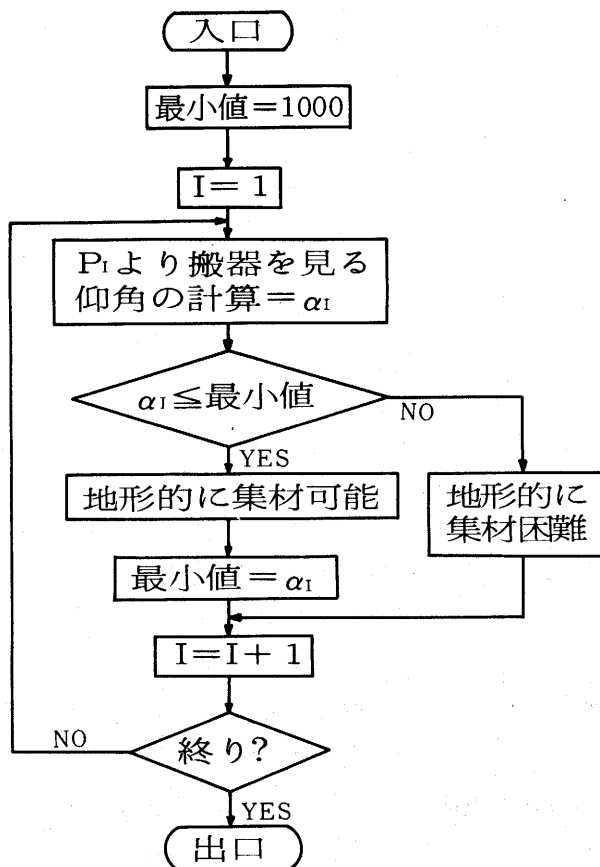 入口
最小値=1000
I=1
PIより搬器を見る
仰角の計算=αI
αI≦最小値
NO
YES
地形的に集材可能
地形的に
集材困難
最小値=αI
I=I+1
終り?
NO
YES
出口